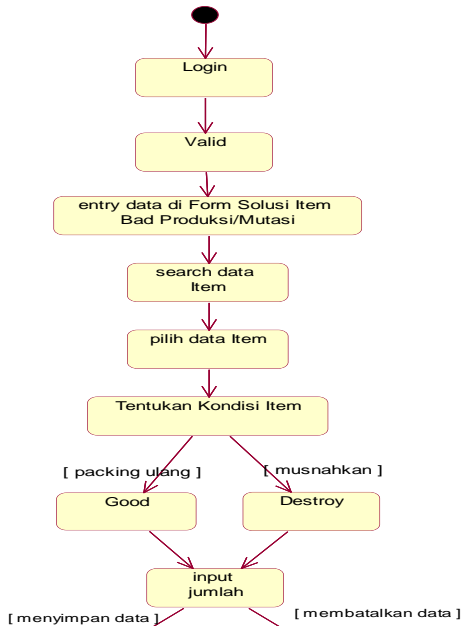 Login
Valid
entry data di Form Solusi Item
Bad Produksi/Mutasi
search data
Item
pilih data Item
Tentukan Kondisi Item
[ packing ulang ]
[ musnahkan ]
Good
Destroy
input
jumlah
[ menyimpan data ]
[ membatalkan data ]